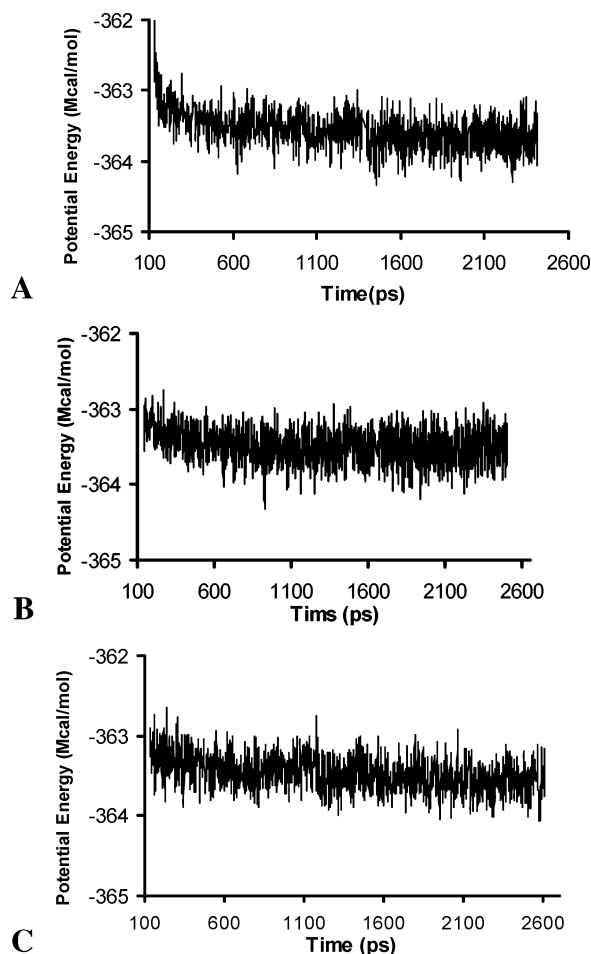 Potential Energy (Mcal/mol)
-362
-363
-364
-365
100 600 1100 1600 2100 2600
Time(ps)
A
Potential Energy (Mcal/mol)
-362
-363
-364
-365
100 600 1100 1600 2100 2600
Tims (ps)
B
Potential Energy (Mcal/mol)
-362
-363
-364
-365
100 600 1100 1600 2100 2600
Time (ps)
C